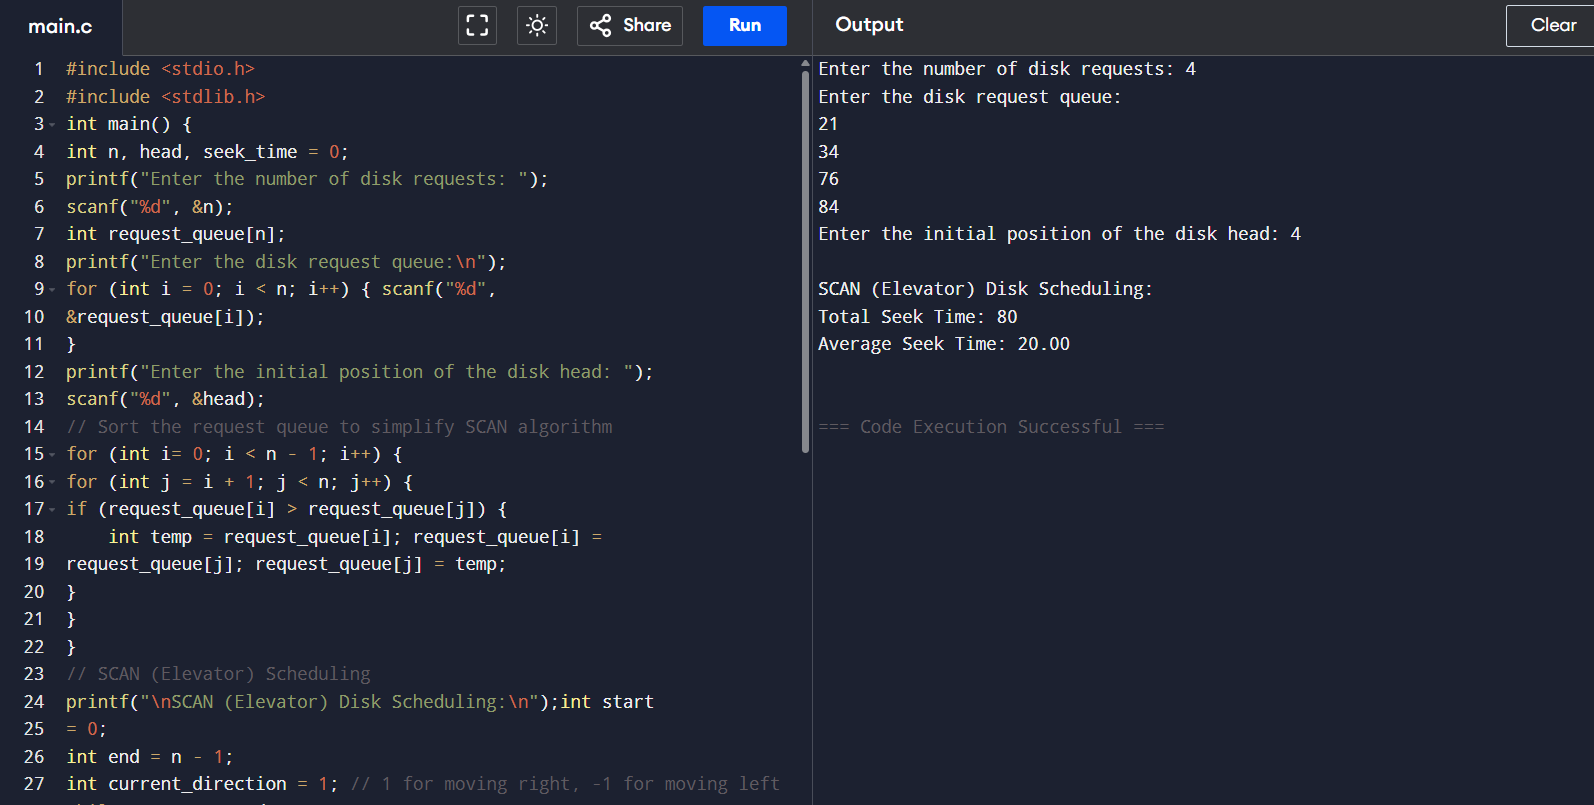 main.c
Share
Run
Output
Clear
1 #include <stdio.h>
2 #include <stdlib.h>
3 int main() {
4 int n, head, seek_time = 0;
5 printf("Enter the number of disk requests: ");
6 scanf("%d", &n);
7 int request_queue[n];
8 printf("Enter the disk request queue:\n");
9 for (int i = 0; i < n; i++) { scanf("%d",
10 &request_queue[i]);
11 }
12 printf("Enter the initial position of the disk head: ");
13 scanf("%d", &head);
14 // Sort the request queue to simplify SCAN algorithm
15 for (int i= 0; i < n - 1; i++) {
16 for (int j = i + 1; j < n; j++) {
17 if (request_queue[i] > request_queue[j]) {
18     int temp = request_queue[i]; request_queue[i] =
19 request_queue[j]; request_queue[j] = temp;
20 }
21 }
22 }
23 // SCAN (Elevator) Scheduling
24 printf("\nSCAN (Elevator) Disk Scheduling:\n");int start
25 = 0;
26 int end = n - 1;
27 int current_direction = 1; // 1 for moving right, -1 for moving left
Enter the number of disk requests: 4
Enter the disk request queue:
21
34
76
84
Enter the initial position of the disk head: 4
SCAN (Elevator) Disk Scheduling:
Total Seek Time: 80
Average Seek Time: 20.00
=== Code Execution Successful ===